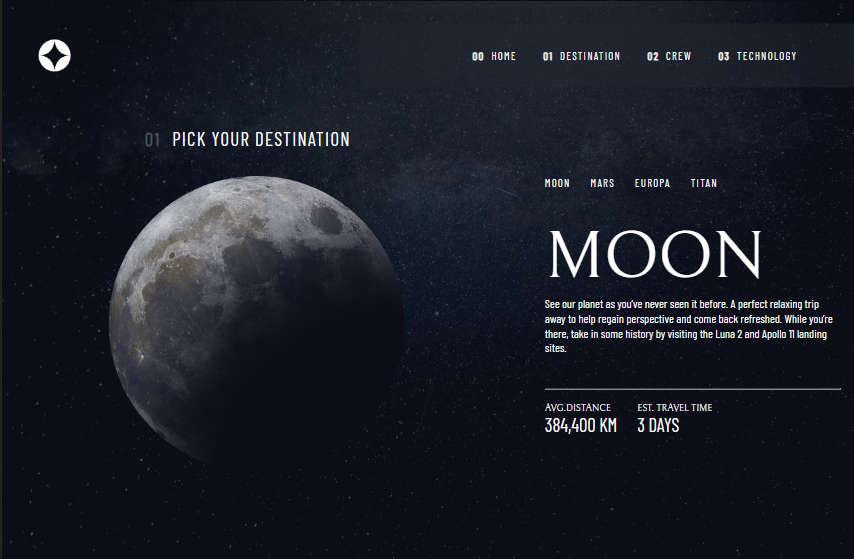 00 HOME 01 DESTINATION 02 CREW 03 TECHNOLOGY
01 PICK YOUR DESTINATION
MOON MARS EUROPA TITAN
MOON
See our planet as you've never seen it before. A perfect relaxing trip
away to help regain perspective and come back refreshed. While you're
there, take in some history by visiting the Luna 2 and Apollo 11 landing
sites.
AVG.DISTANCE EST. TRAVEL TIME
384,400 KM 3 DAYS